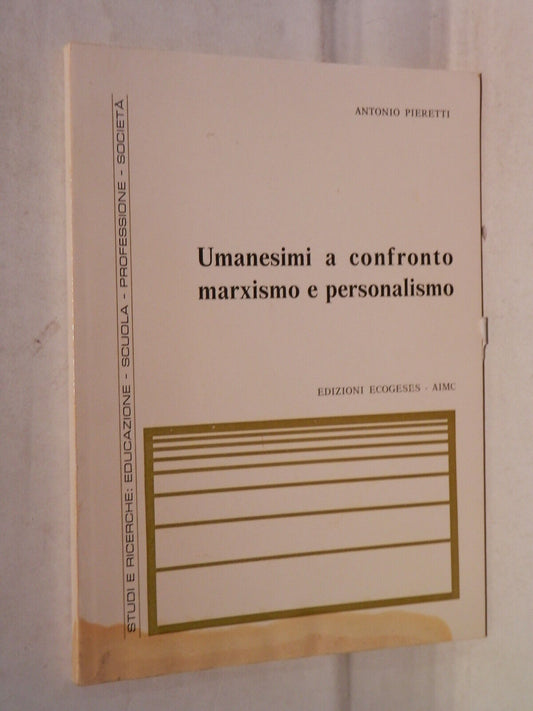 ANTONIO PIERETTI
Umanesimi a confronto
marxismo e personalismo
EDIZIONI ECOGESES - AIMC
STUDI E RICERCHE: EDUCAZIONE - SCUOLA - PROFESSIONE - SOCIETÀ